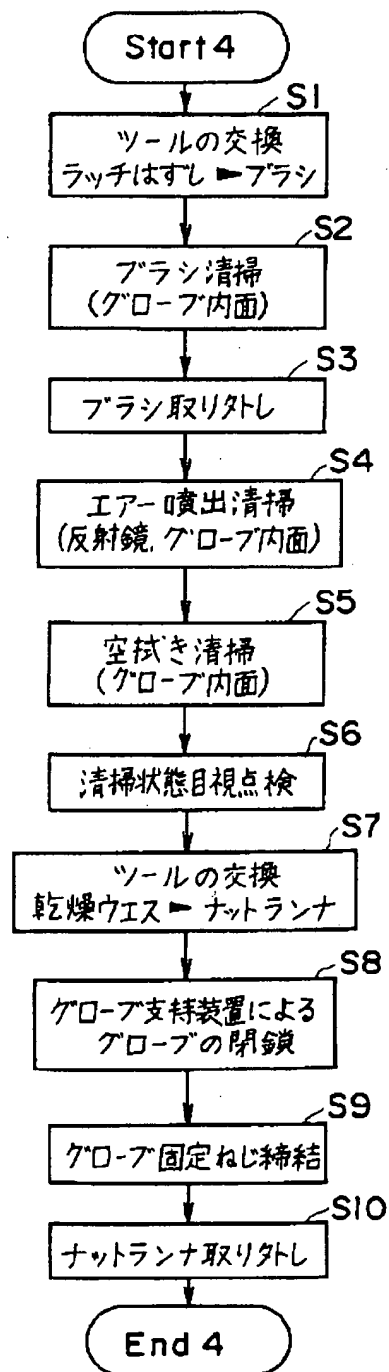 Start 4
S1
ツールの交換
ラッチはずし ► ブラシ
S2
ブラシ清掃
(グローブ内面)
S3
ブラシ取り外し
S4
エアー噴出清掃
(反射鏡,グローブ内面)
S5
空拭き清掃
(グローブ内面)
S6
清掃状態目視点検
S7
ツールの交換
乾燥ウエス ► ナットランナ
S8
グローブ支持装置による
グローブの閉鎖
S9
グローブ固定ねじ締結
S10
ナットランナ取り外し
End 4